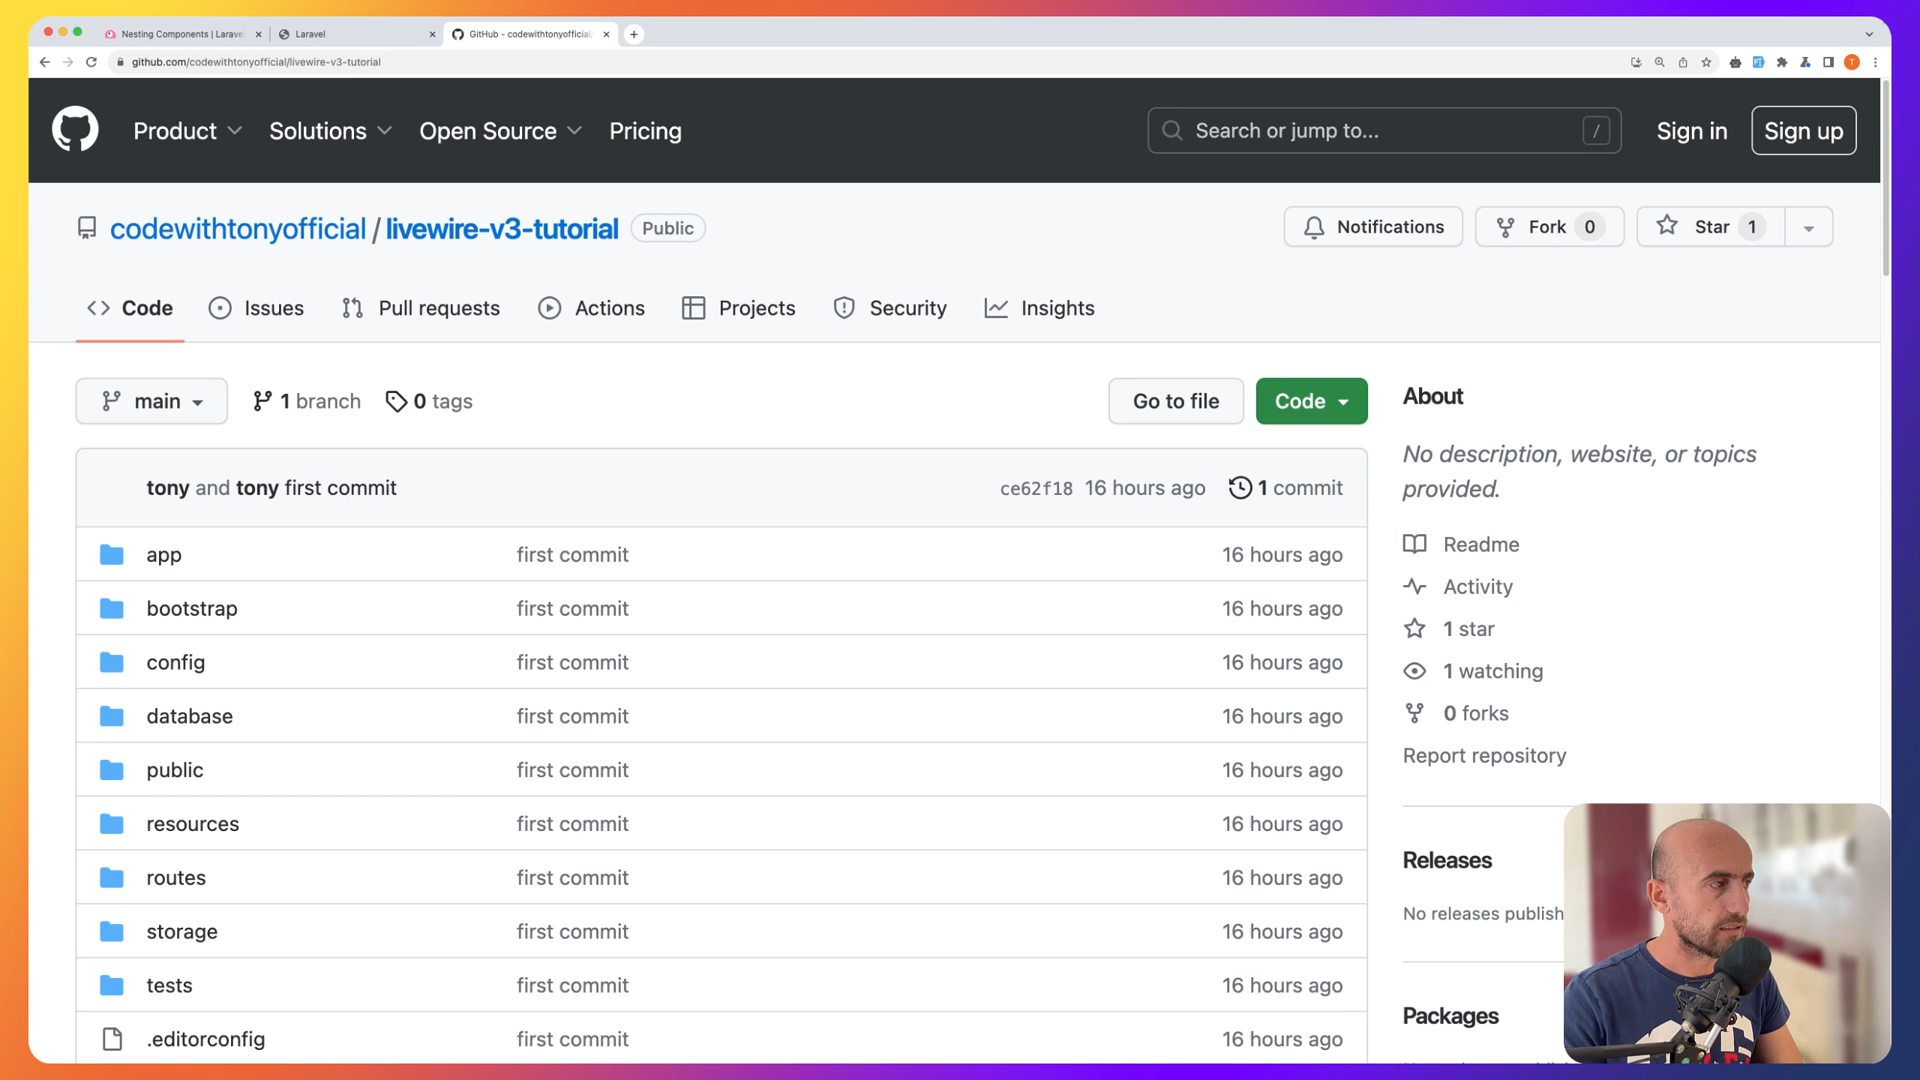 Nesting Components | Larave
Laravel
GitHub - codewithtonyofficial/
github.com/codewithtonyofficial/livewire-v3-tutorial
T
Product
Solutions
Open Source
Pricing
Search or jump to...
/
Sign in
Sign up
codewithtonyofficial / livewire-v3-tutorial
Public
Notifications
Fork 0
Star 1
Code
Issues
Pull requests
Actions
Projects
Security
Insights
main
1 branch
0 tags
Go to file
Code
About
No description, website, or topics
provided.
tony and tony first commit
ce62f18 16 hours ago
1 commit
app first commit 16 hours ago
bootstrap first commit 16 hours ago
config first commit 16 hours ago
database first commit 16 hours ago
public first commit 16 hours ago
resources first commit 16 hours ago
routes first commit 16 hours ago
storage first commit 16 hours ago
tests first commit 16 hours ago
.editorconfig first commit 16 hours ago
Readme
Activity
1 star
1 watching
0 forks
Report repository
Releases
No releases publish
Packages